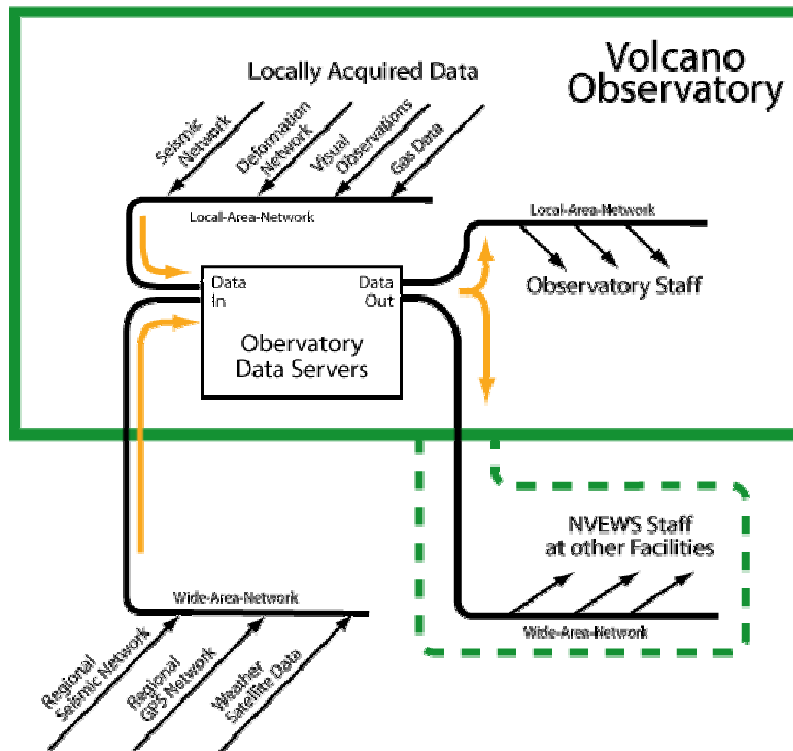 Volcano
Observatory
Locally Acquired Data
Seismic
Network
Deformation
Network
Visual
Observations
Gas Data
Local-Area-Network
Local-Area-Network
Observatory Staff
Data
In
Data
Out
Obervatory
Data Servers
NVEWS Staff
at other Facilities
Wide-Area-Network
Wide-Area-Network
Regional
Seismic Network
Regional
GPS Network
Weather
Satellite Data